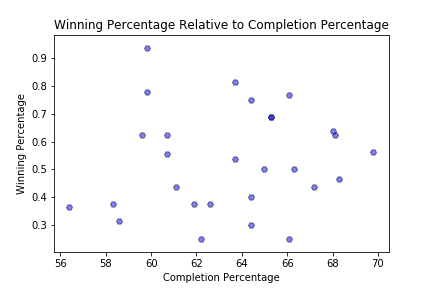 Winning Percentage Relative to Completion Percentage
Winning Percentage
0.9
0.8
0.7
0.6
0.5
0.4
0.3
56 58 60 62 64 66 68 70
Completion Percentage